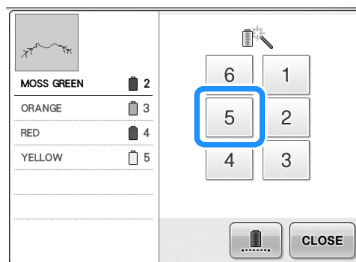 MOSS GREEN 2
ORANGE 3
RED 4
YELLOW 5
6 1
5 2
4 3
CLOSE